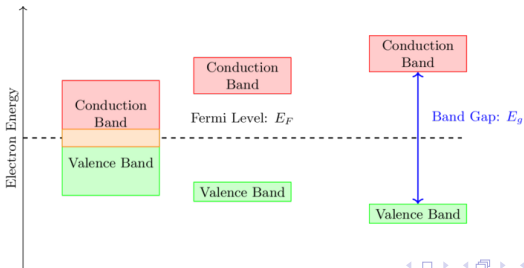 Electron Energy
Conduction
Band
Valence Band
Conduction
Band
Fermi Level: E_F
Valence Band
Conduction
Band
Band Gap: E_g
Valence Band